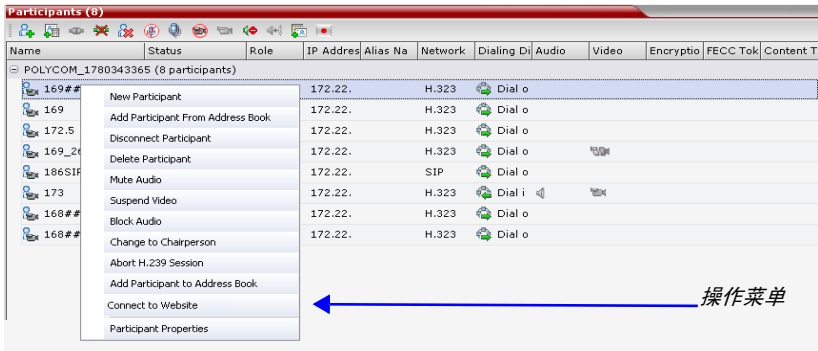 Participants (8)
Name Status Role IP Addres Alias Na Network Dialing Di Audio Video Encryptio FECC Tok Content T
POLYCOM_1780343365 (8 participants)
169## 172.22. H.323 Dial o
169 172.22. H.323 Dial o
172.5 172.22. H.323 Dial o
169_26 172.22. H.323 Dial o
186SIP 172.22. SIP Dial o
173 172.22. H.323 Dial i
168## 172.22. H.323 Dial o
168## 172.22. H.323 Dial o
New Participant
Add Participant From Address Book
Disconnect Participant
Delete Participant
Mute Audio
Suspend Video
Block Audio
Change to Chairperson
Abort H.239 Session
Add Participant to Address Book
Connect to Website
Participant Properties
操作菜单